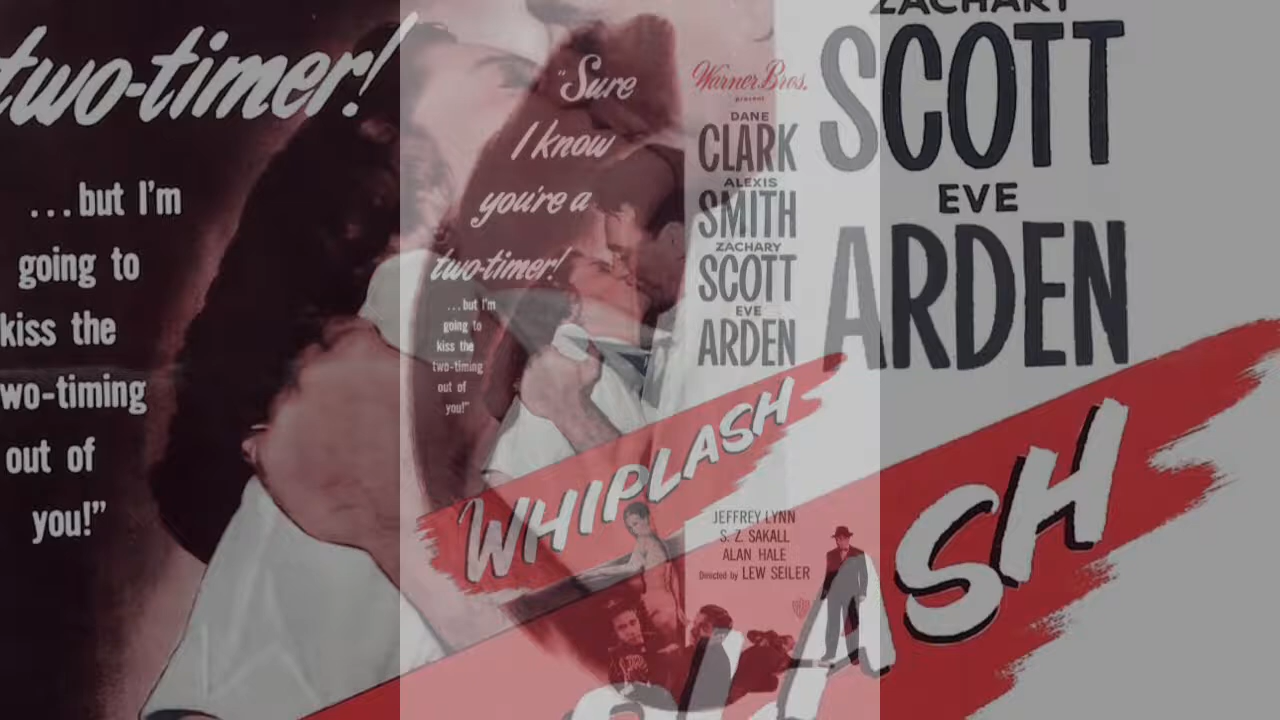 two-timer!
...but I'm
going to
kiss the
wo-timing
out of
you!"
"Sure
I know
you're a
two-timer!
...but I'm
going to
kiss the
two-timing
out of
you!"
Warner Bros.
present
DANE
CLARK
ALEXIS
SMITH
ZACHARY
SCOTT
EVE
ARDEN
WHIPLASH
JEFFREY LYNN
S. Z. SAKALL
ALAN HALE
Directed by LEW SEILER
ZACHARY
SCOTT
EVE
ARDEN
LASH